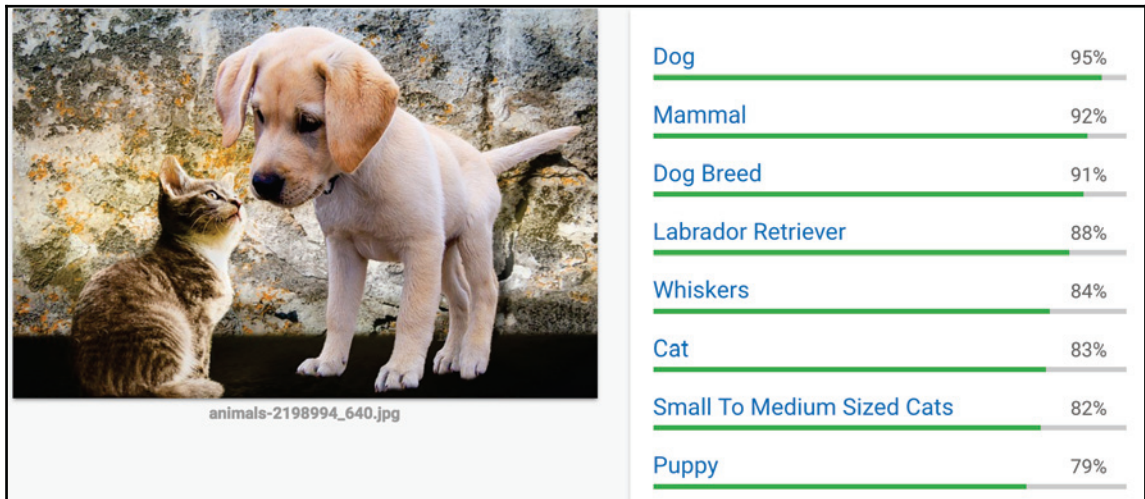 animals-2198994_640.jpg
Dog 95%
Mammal 92%
Dog Breed 91%
Labrador Retriever 88%
Whiskers 84%
Cat 83%
Small To Medium Sized Cats 82%
Puppy 79%